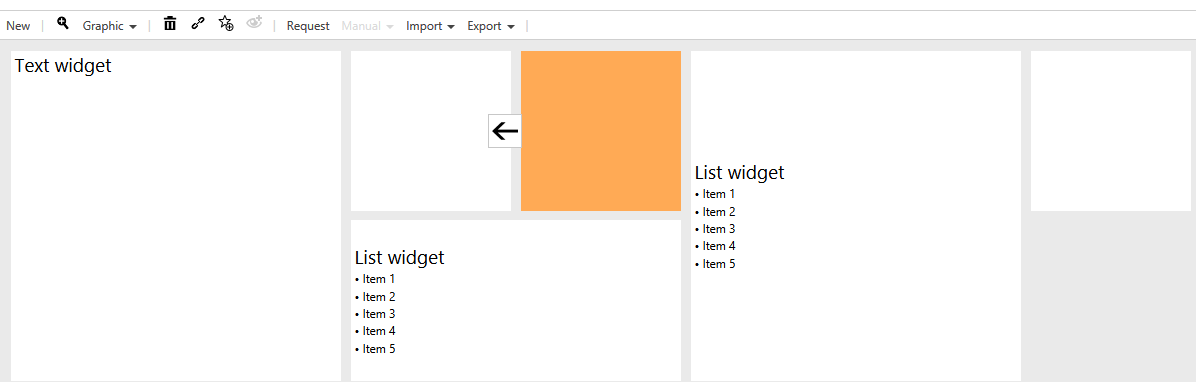 New | Graphic | Request Manual Import Export |
Text widget
List widget
• Item 1
• Item 2
• Item 3
• Item 4
• Item 5
List widget
• Item 1
• Item 2
• Item 3
• Item 4
• Item 5